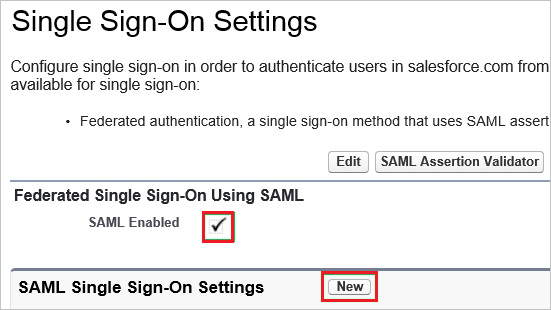 Single Sign-On Settings
Configure single sign-on in order to authenticate users in salesforce.com from
available for single sign-on:
• Federated authentication, a single sign-on method that uses SAML assert
Edit SAML Assertion Validator
Federated Single Sign-On Using SAML
SAML Enabled ✓
SAML Single Sign-On Settings New